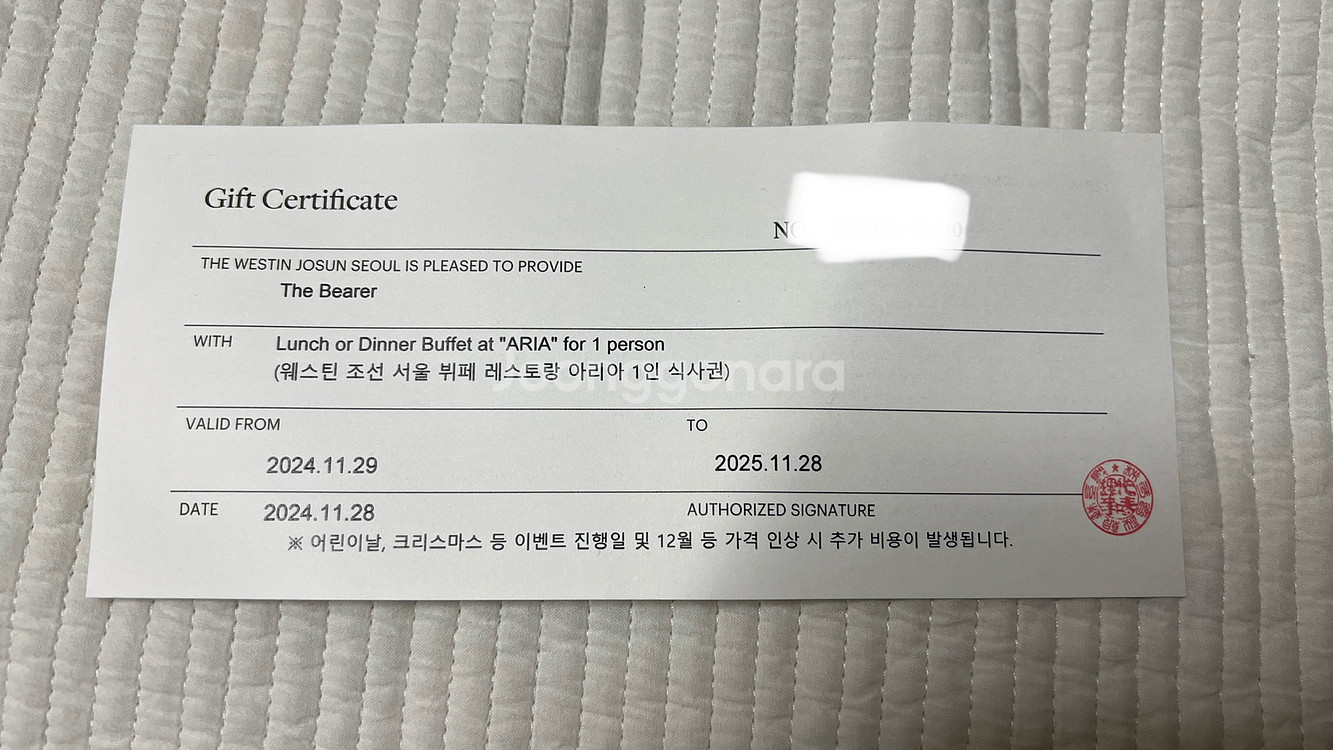 Gift Certificate
NO
THE WESTIN JOSUN SEOUL IS PLEASED TO PROVIDE
The Bearer
WITH Lunch or Dinner Buffet at "ARIA" for 1 person
(웨스틴 조선 서울 뷔페 레스토랑 아리아 1인 식사권)
Joonggonara
VALID FROM TO
2024.11.29 2025.11.28
DATE 2024.11.28 AUTHORIZED SIGNATURE
※ 어린이날, 크리스마스 등 이벤트 진행일 및 12월 등 가격 인상 시 추가 비용이 발생됩니다.